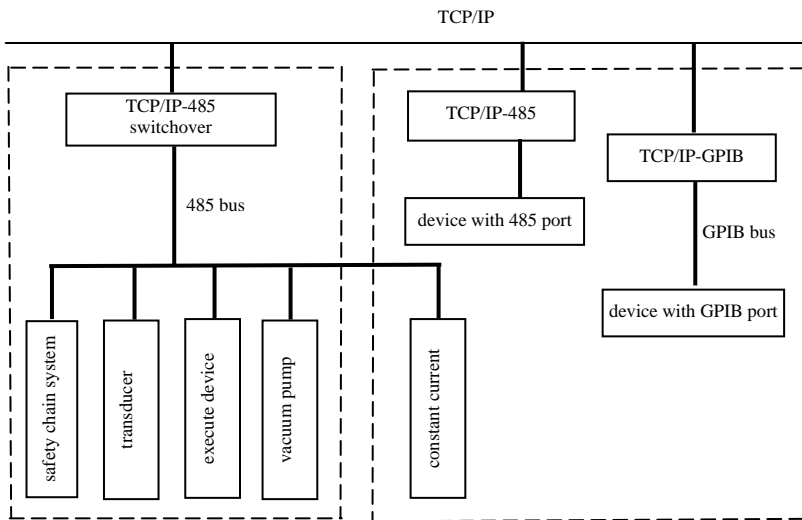 TCP/IP
TCP/IP-485
switchover
TCP/IP-485
TCP/IP-GPIB
485 bus
device with 485 port
GPIB bus
device with GPIB port
safety chain system
transducer
execute device
vacuum pump
constant current